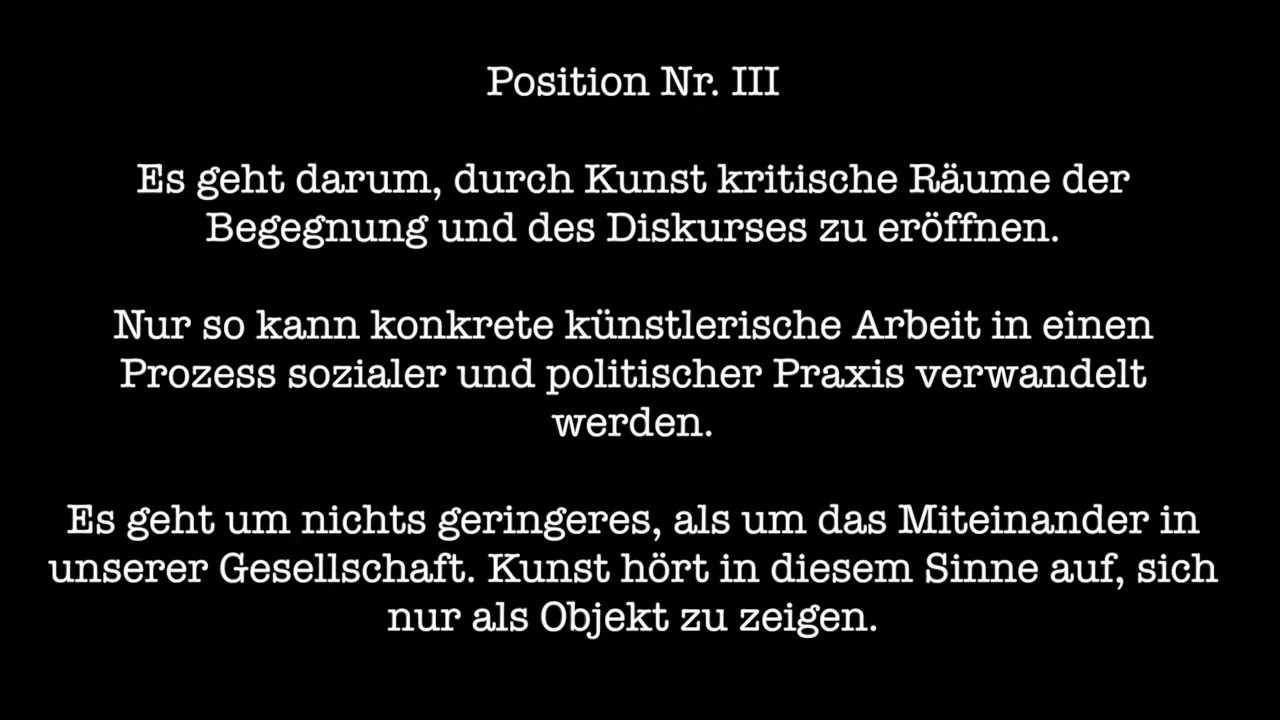 Position Nr. III
Es geht darum, durch Kunst kritische Räume der
Begegnung und des Diskurses zu eröffnen.
Nur so kann konkrete künstlerische Arbeit in einen
Prozess sozialer und politischer Praxis verwandelt
werden.
Es geht um nichts geringeres, als um das Miteinander in
unserer Gesellschaft. Kunst hört in diesem Sinne auf, sich
nur als Objekt zu zeigen.